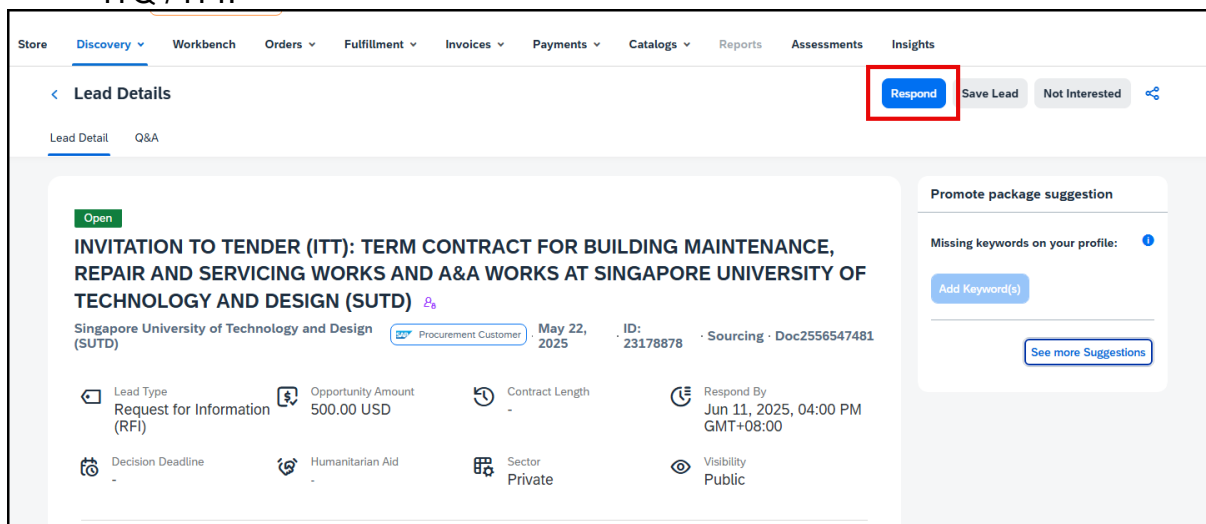 Store Discovery Workbench Orders Fulfillment Invoices Payments Catalogs Reports Assessments Insights
Lead Details
Respond Save Lead Not Interested
Lead Detail Q&A
Open
INVITATION TO TENDER (ITT): TERM CONTRACT FOR BUILDING MAINTENANCE,
REPAIR AND SERVICING WORKS AND A&A WORKS AT SINGAPORE UNIVERSITY OF
TECHNOLOGY AND DESIGN (SUTD)
Singapore University of Technology and Design
(SUTD)
SAP Procurement Customer
· May 22,
2025
· ID:
23178878
· Sourcing · Doc2556547481
Lead Type
Request for Information
(RFI)
Opportunity Amount
500.00 USD
Contract Length
-
Respond By
Jun 11, 2025, 04:00 PM
GMT+08:00
Decision Deadline
-
Humanitarian Aid
-
Sector
Private
Visibility
Public
Promote package suggestion
Missing keywords on your profile:
Add Keyword(s)
See more Suggestions